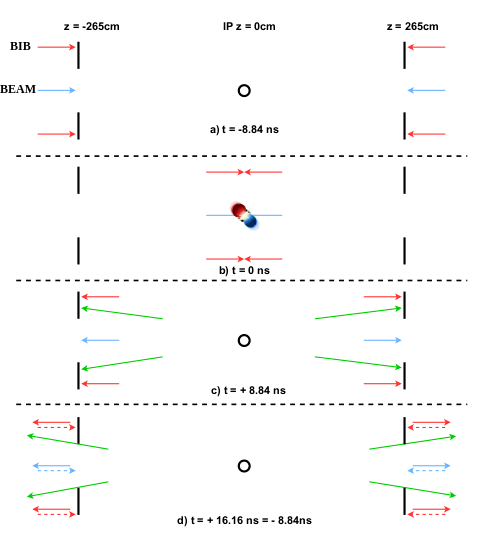 z = -265cm IP z = 0cm z = 265cm
BIB
BEAM
a) t = -8.84 ns
b) t = 0 ns
c) t = + 8.84 ns
d) t = + 16.16 ns = - 8.84ns